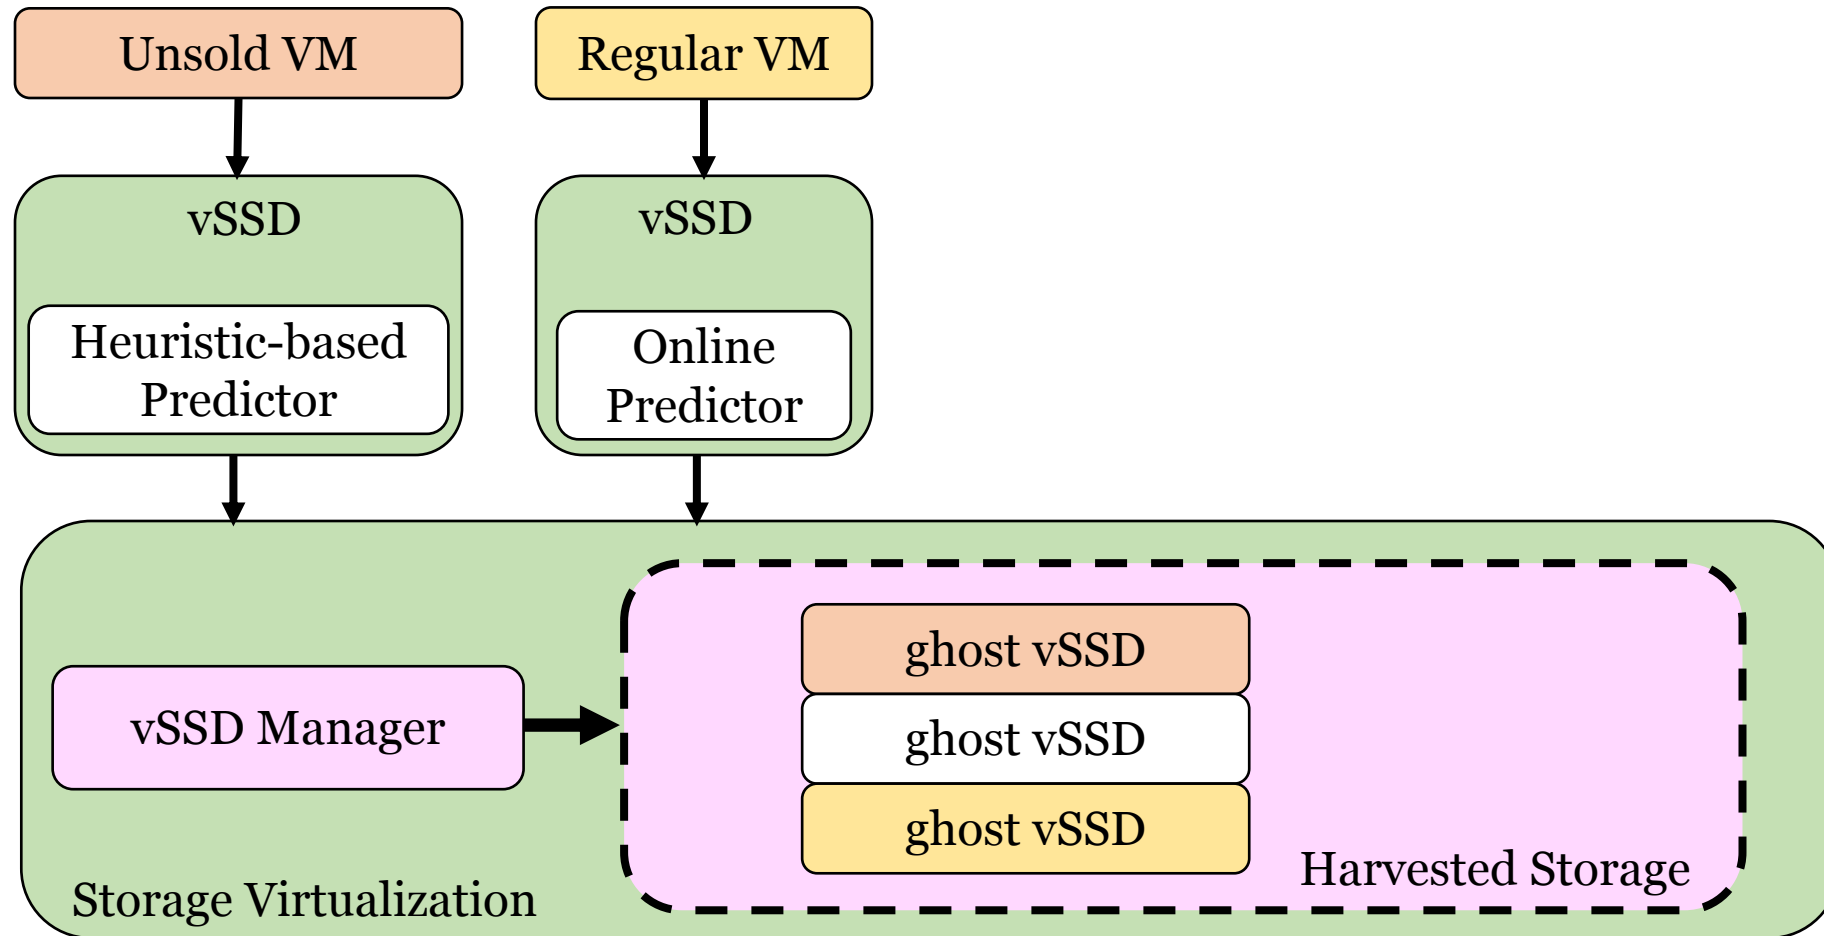 Unsold VM
Regular VM
vSSD
vSSD
Heuristic-based
Predictor
Online
Predictor
ghost vSSD
vSSD Manager
ghost vSSD
ghost vSSD
Harvested Storage
Storage Virtualization